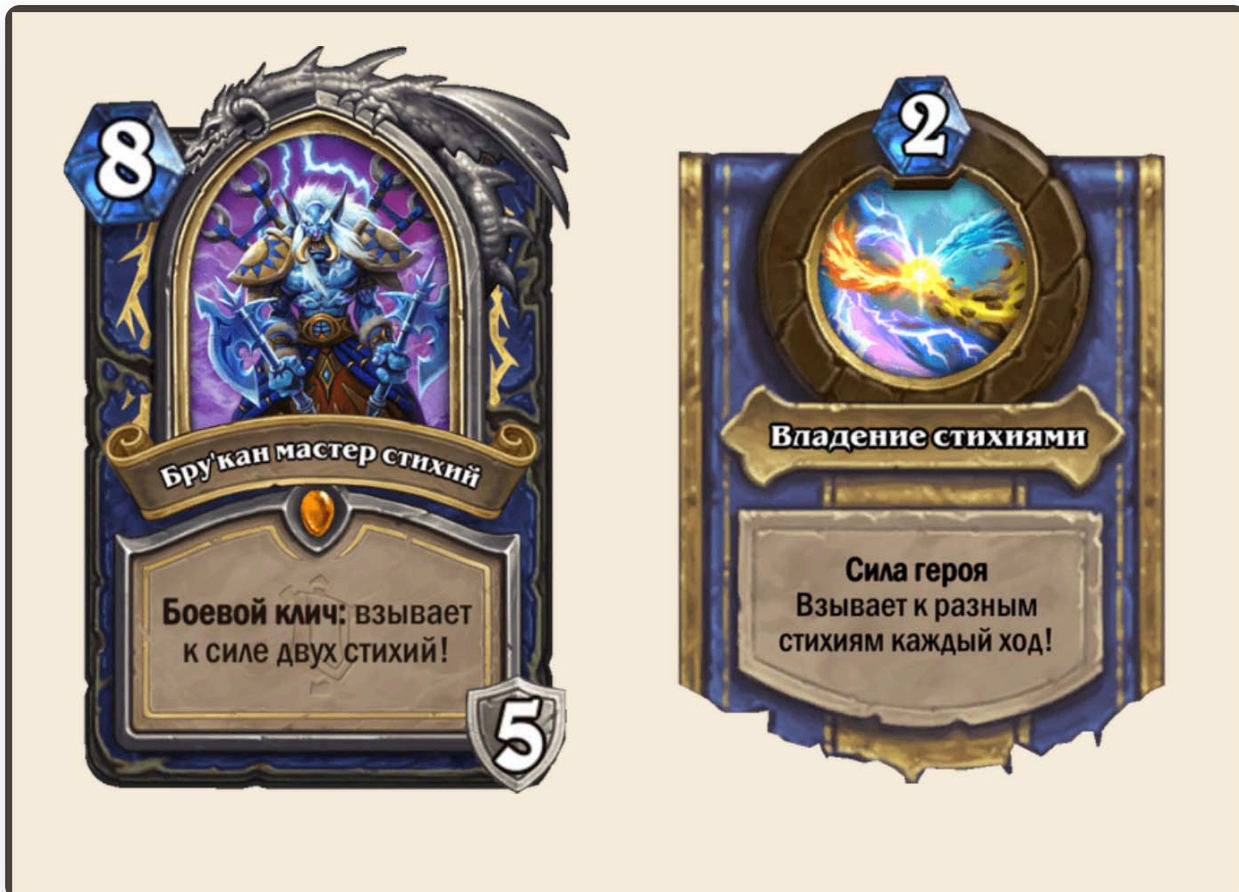 8
Бру'кан мастер стихий
Боевой клич: взывает
к силе двух стихий!
5
2
Владение стихиями
Сила героя
Взывает к разным
стихиям каждый ход!